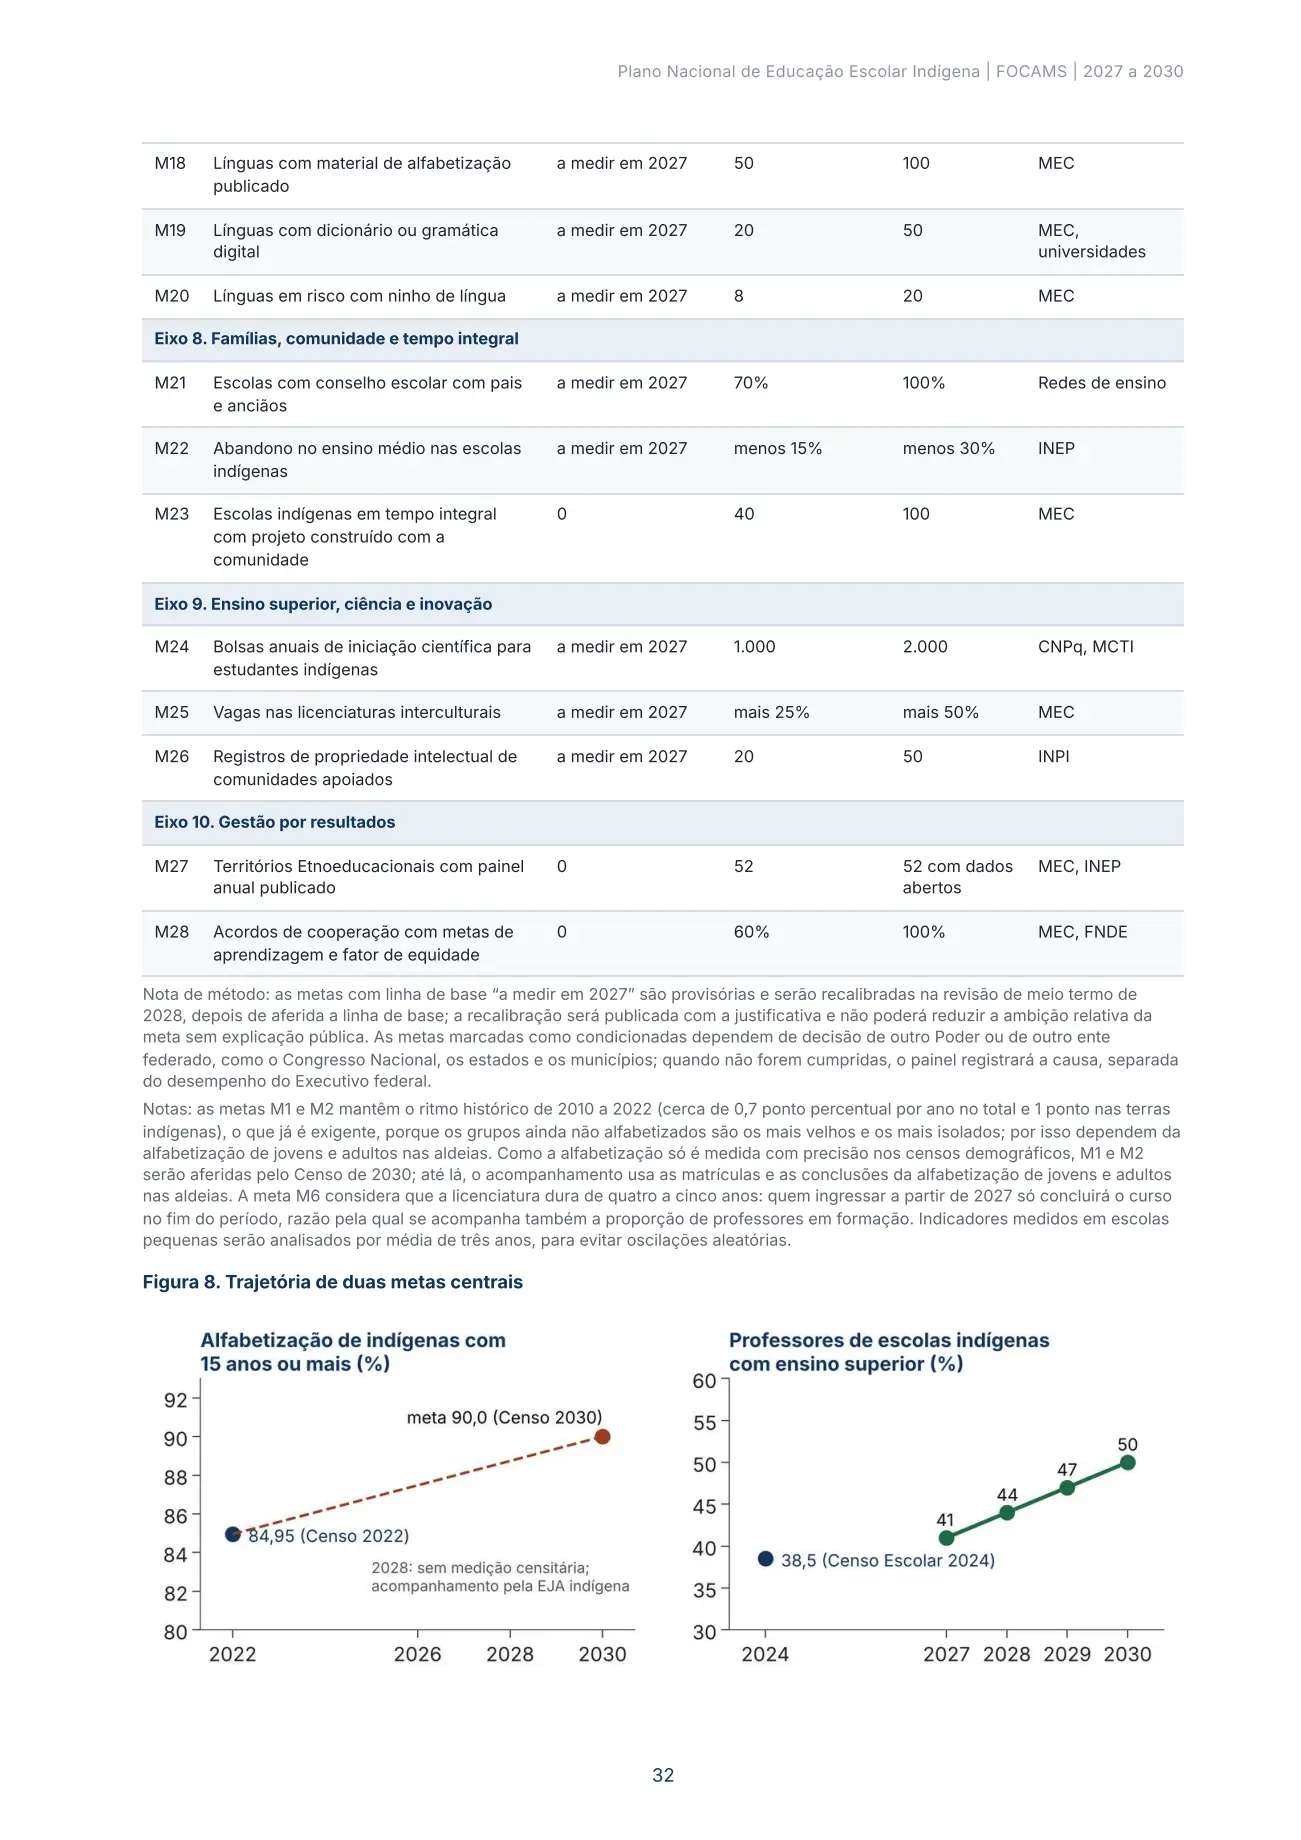 Plano Nacional de Educação Escolar Indígena | FOCAMS | 2027 a 2030
M18 Línguas com material de alfabetização a medir em 2027 50 100 MEC
publicado
M19 Línguas com dicionário ou gramática a medir em 2027 20 50 MEC,
digital universidades
M20 Línguas em risco com ninho de língua a medir em 2027 8 20 MEC
Eixo 8. Famílias, comunidade e tempo integral
M21 Escolas com conselho escolar com pais a medir em 2027 70% 100% Redes de ensino
e anciãos
M22 Abandono no ensino médio nas escolas a medir em 2027 menos 15% menos 30% INEP
indígenas
M23 Escolas indígenas em tempo integral 0 40 100 MEC
com projeto construído com a
comunidade
Eixo 9. Ensino superior, ciência e inovação
M24 Bolsas anuais de iniciação científica para a medir em 2027 1.000 2.000 CNPq, MCTI
estudantes indígenas
M25 Vagas nas licenciaturas interculturais a medir em 2027 mais 25% mais 50% MEC
M26 Registros de propriedade intelectual de a medir em 2027 20 50 INPI
comunidades apoiados
Eixo 10. Gestão por resultados
M27 Territórios Etnoeducacionais com painel 0 52 52 com dados MEC, INEP
anual publicado abertos
M28 Acordos de cooperação com metas de 0 60% 100% MEC, FNDE
aprendizagem e fator de equidade
Nota de método: as metas com linha de base “a medir em 2027” são provisórias e serão recalibradas na revisão de meio termo de
2028, depois de aferida a linha de base; a recalibração será publicada com a justificativa e não poderá reduzir a ambição relativa da
meta sem explicação pública. As metas marcadas como condicionadas dependem de decisão de outro Poder ou de outro ente
federado, como o Congresso Nacional, os estados e os municípios; quando não forem cumpridas, o painel registrará a causa, separada
do desempenho do Executivo federal.
Notas: as metas M1 e M2 mantêm o ritmo histórico de 2010 a 2022 (cerca de 0,7 ponto percentual por ano no total e 1 ponto nas terras
indígenas), o que já é exigente, porque os grupos ainda não alfabetizados são os mais velhos e os mais isolados; por isso dependem da
alfabetização de jovens e adultos nas aldeias. Como a alfabetização só é medida com precisão nos censos demográficos, M1 e M2
serão aferidas pelo Censo de 2030; até lá, o acompanhamento usa as matrículas e as conclusões da alfabetização de jovens e adultos
nas aldeias. A meta M6 considera que a licenciatura dura de quatro a cinco anos: quem ingressar a partir de 2027 só concluirá o curso
no fim do período, razão pela qual se acompanha também a proporção de professores em formação. Indicadores medidos em escolas
pequenas serão analisados por média de três anos, para evitar oscilações aleatórias.
Figura 8. Trajetória de duas metas centrais
Alfabetização de indígenas com
15 anos ou mais (%)
92
90
88
86
84
82
80
meta 90,0 (Censo 2030)
84,95 (Censo 2022)
2028: sem medição censitária;
acompanhamento pela EJA indígena
2022 2026 2028 2030
Professores de escolas indígenas
com ensino superior (%)
60
55
50
45
40
35
30
50
47
44
41
38,5 (Censo Escolar 2024)
2024 2027 2028 2029 2030
32